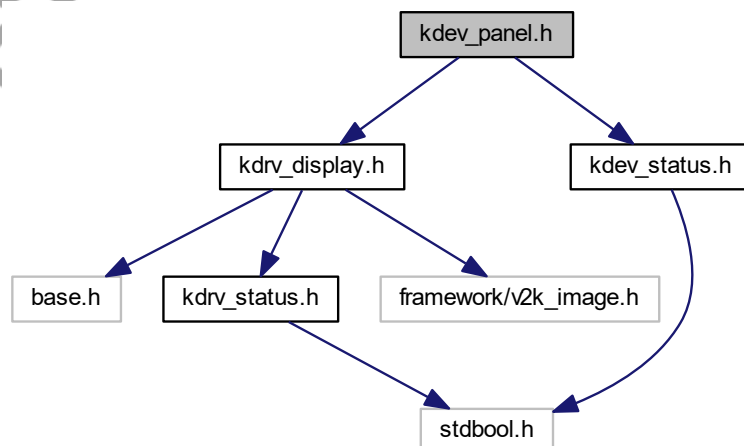 kdev_panel.h
kdrv_display.h
kdev_status.h
base.h
kdrv_status.h
framework/v2k_image.h
stdbool.h